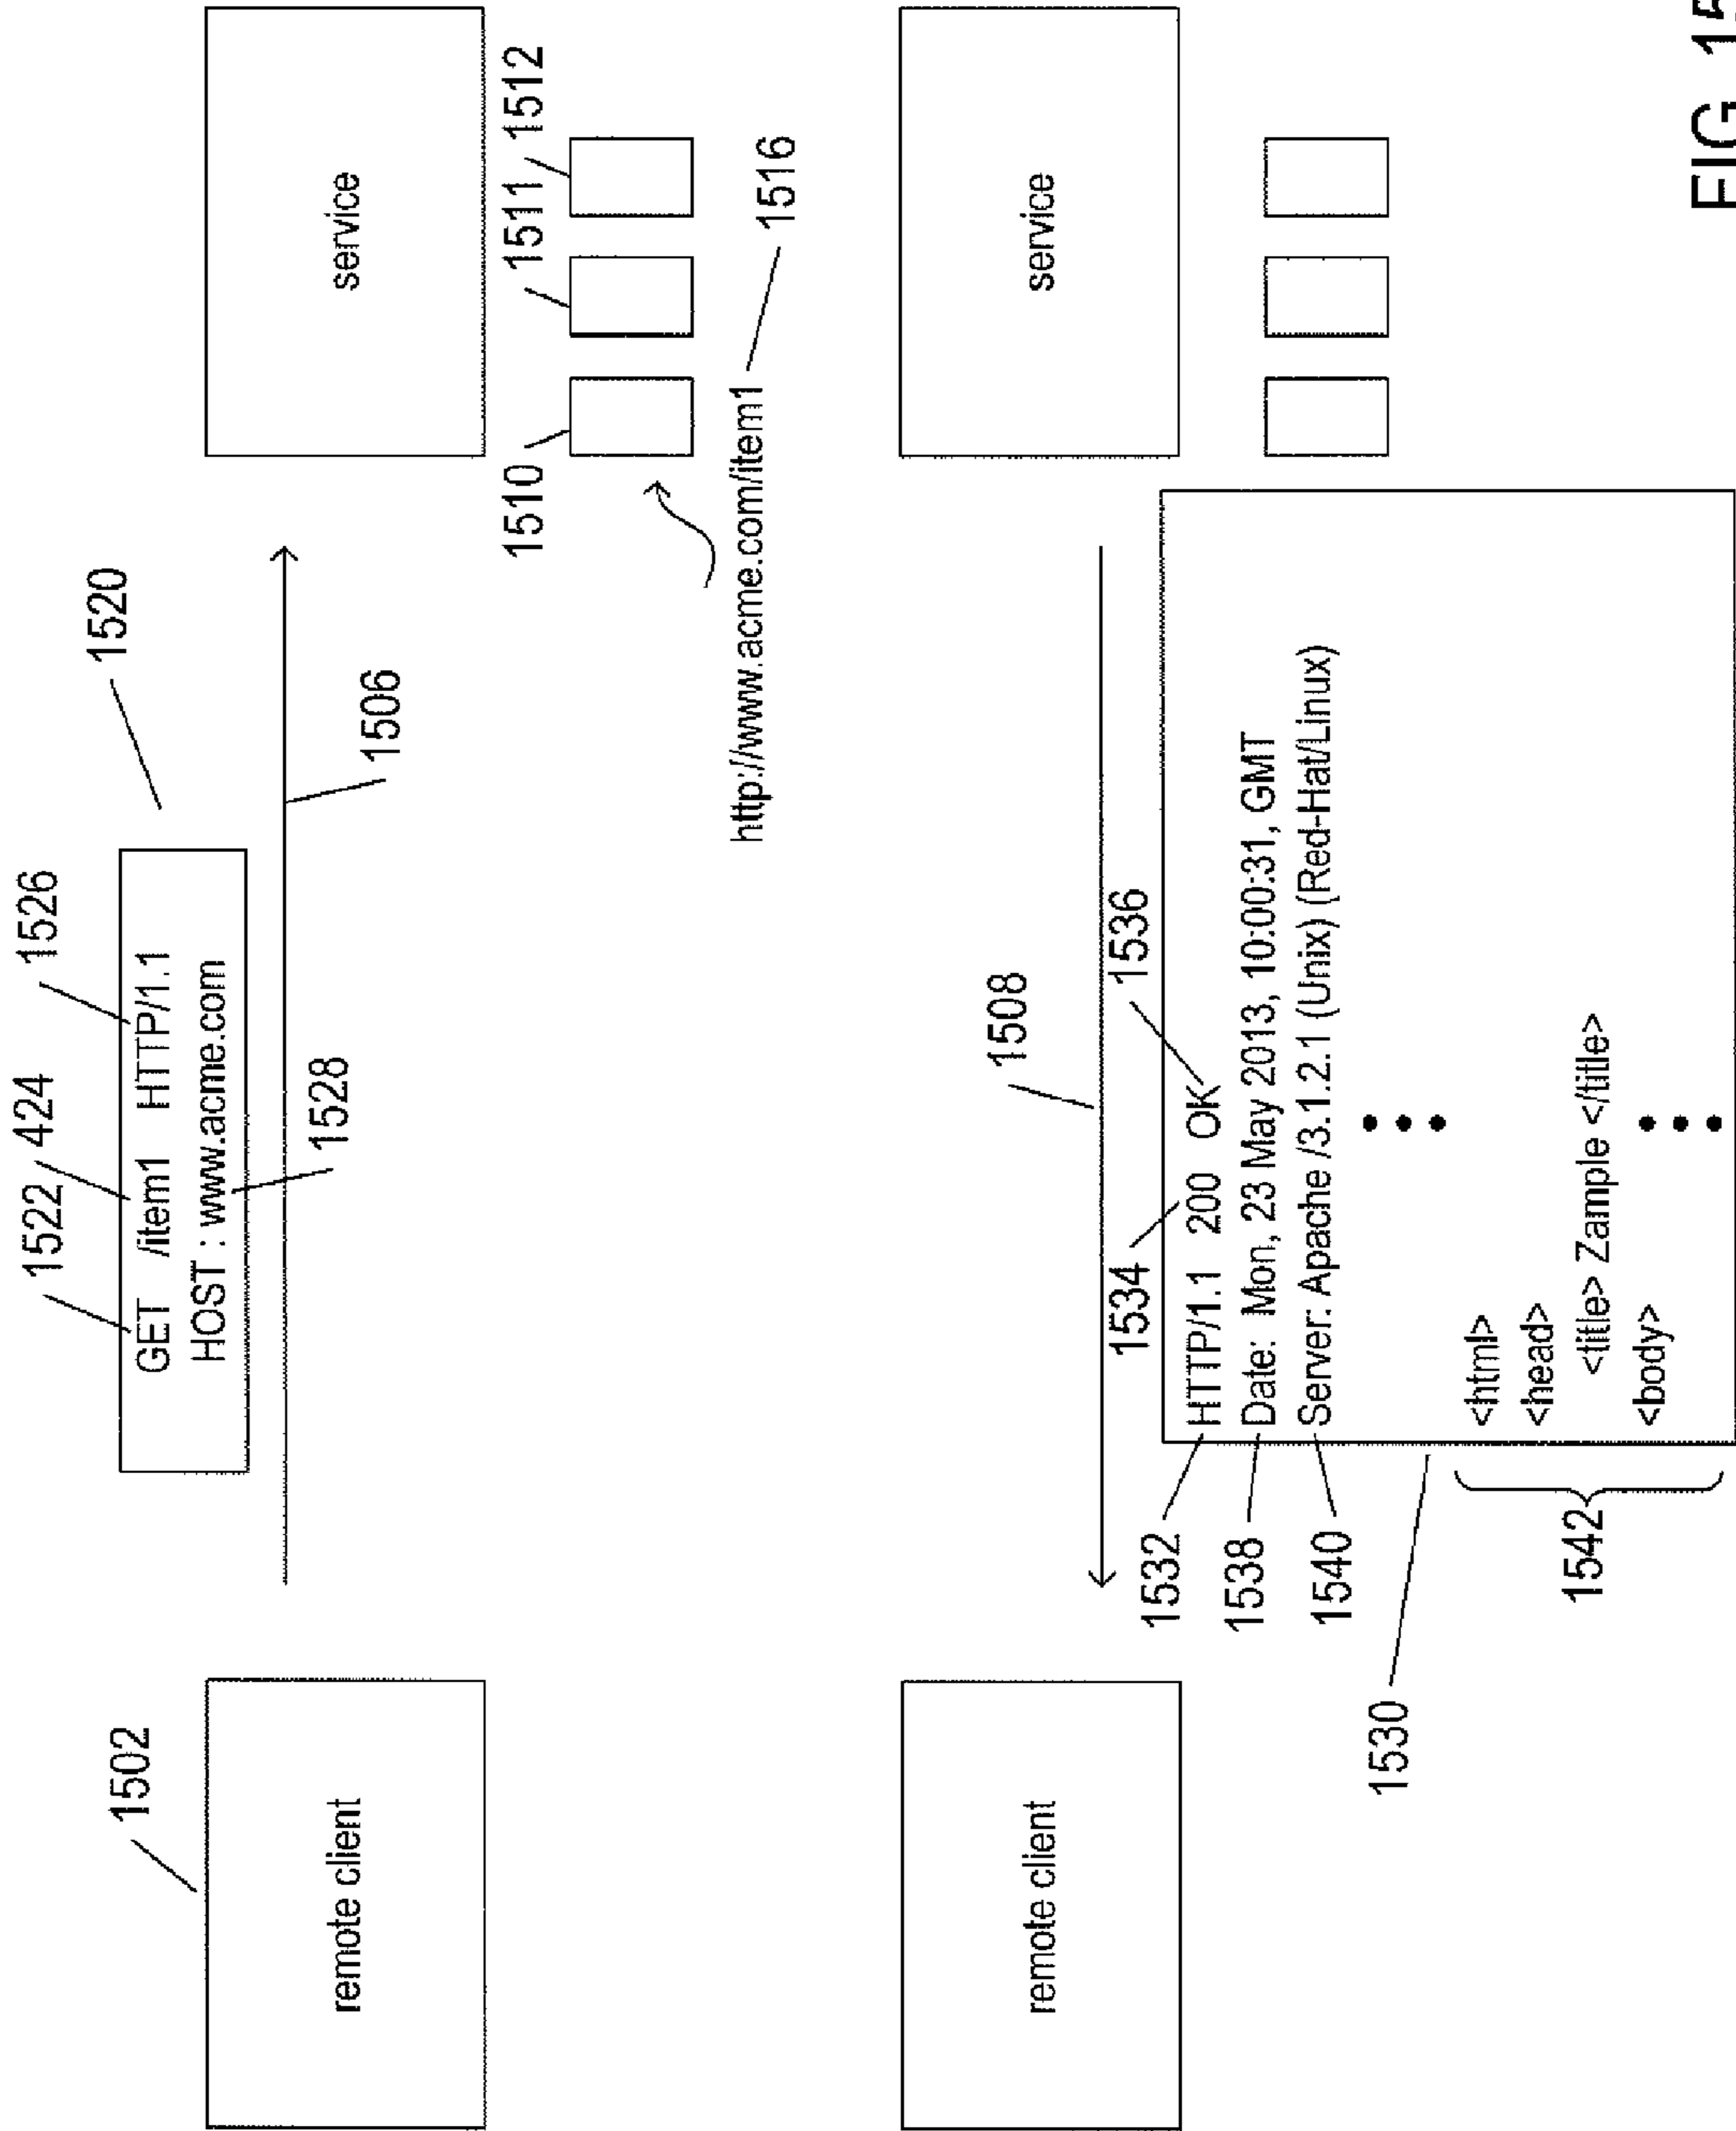 1502
remote client
1522 424 1526
1520
GET /item1 HTTP/1.1
HOST : www.acme.com
1528
1506
service
1510 1511 1512
http://www.acme.com/item1 1516
remote client
1508
1534 1536
1532
HTTP/1.1 200 OK
1538
Date: Mon, 23 May 2013, 10:00:31, GMT
1540
Server: Apache /3.1.2.1 (Unix) (Red-Hat/Linux)
1530
1542
<html>
<head>
<title> Zample </title>
<body>
service
FIG. 15